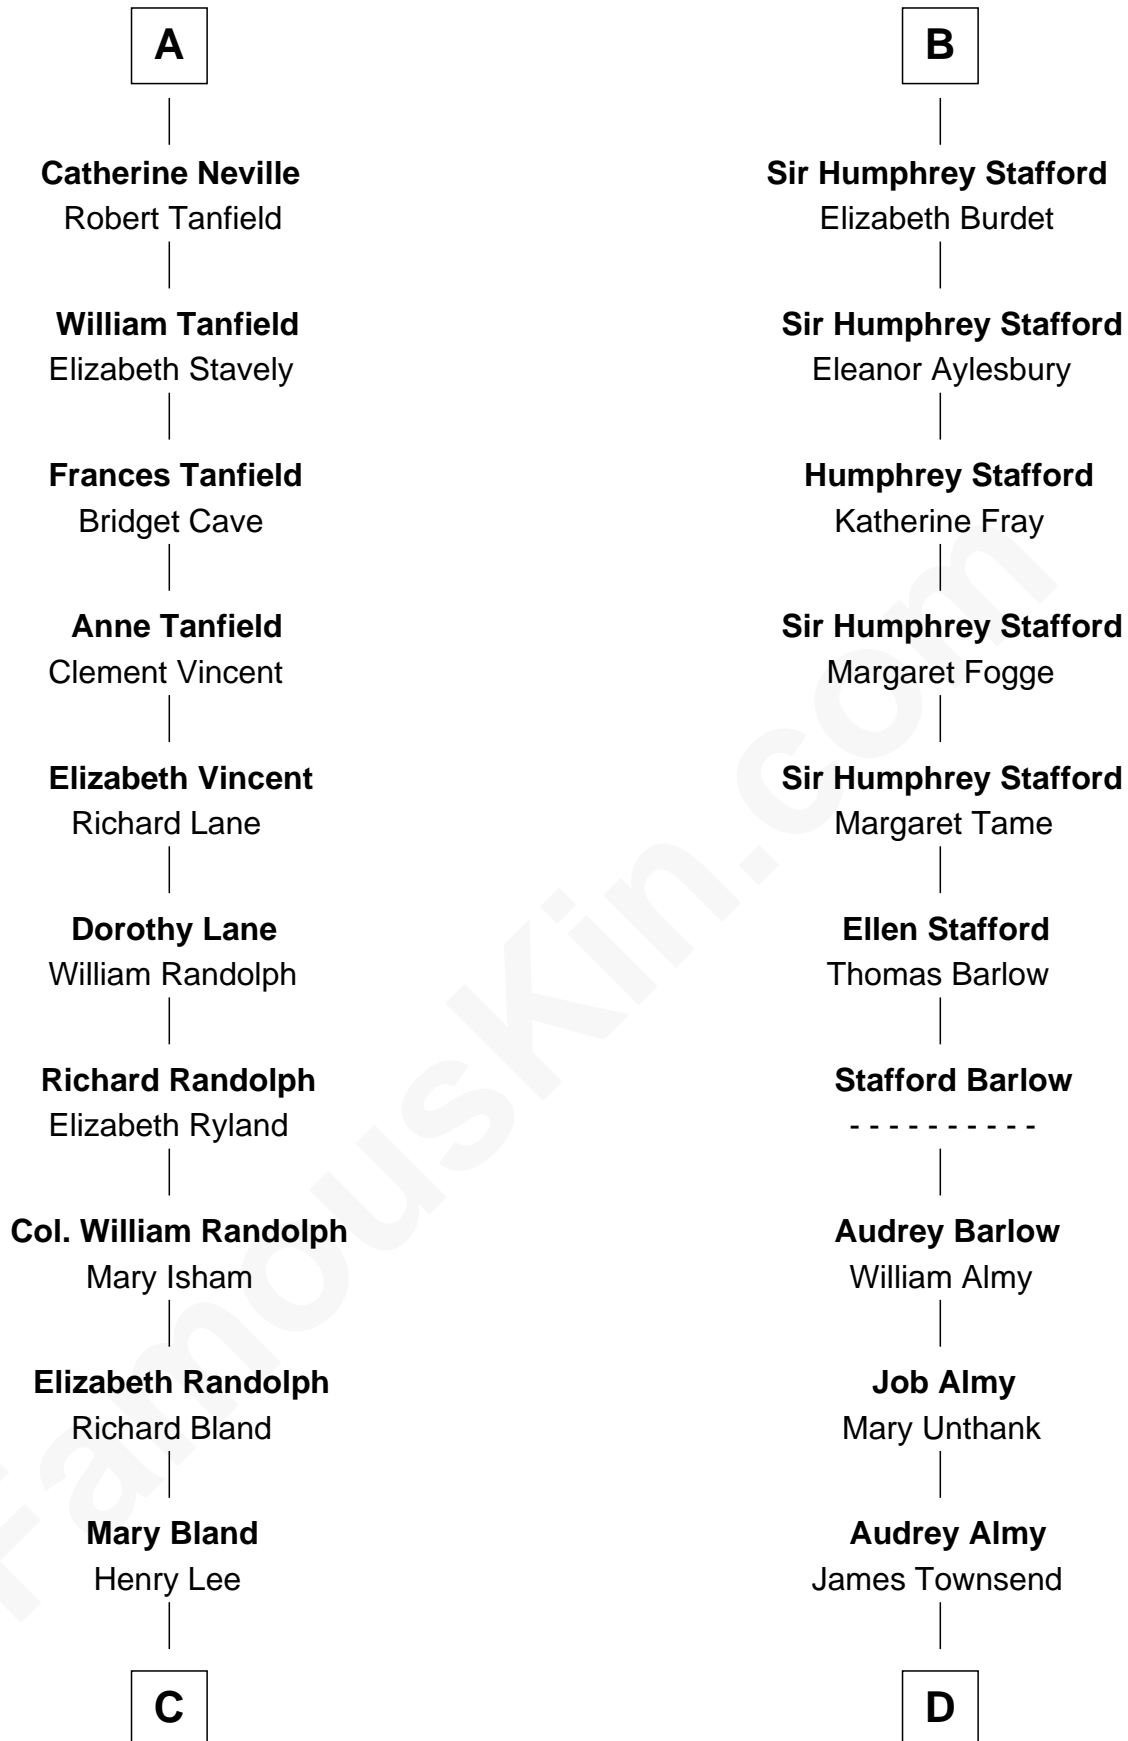 A
Catherine Neville
Robert Tanfield
William Tanfield
Elizabeth Stavely
Frances Tanfield
Bridget Cave
Anne Tanfield
Clement Vincent
Elizabeth Vincent
Richard Lane
Dorothy Lane
William Randolph
Richard Randolph
Elizabeth Ryland
Col. William Randolph
Mary Isham
Elizabeth Randolph
Richard Bland
Mary Bland
Henry Lee
C
B
Sir Humphrey Stafford
Elizabeth Burdet
Sir Humphrey Stafford
Eleanor Aylesbury
Humphrey Stafford
Katherine Fray
Sir Humphrey Stafford
Margaret Fogge
Sir Humphrey Stafford
Margaret Tame
Ellen Stafford
Thomas Barlow
Stafford Barlow
- - - - - - - - - -
Audrey Barlow
William Almy
Job Almy
Mary Unthank
Audrey Almy
James Townsend
D
FamousKin.com